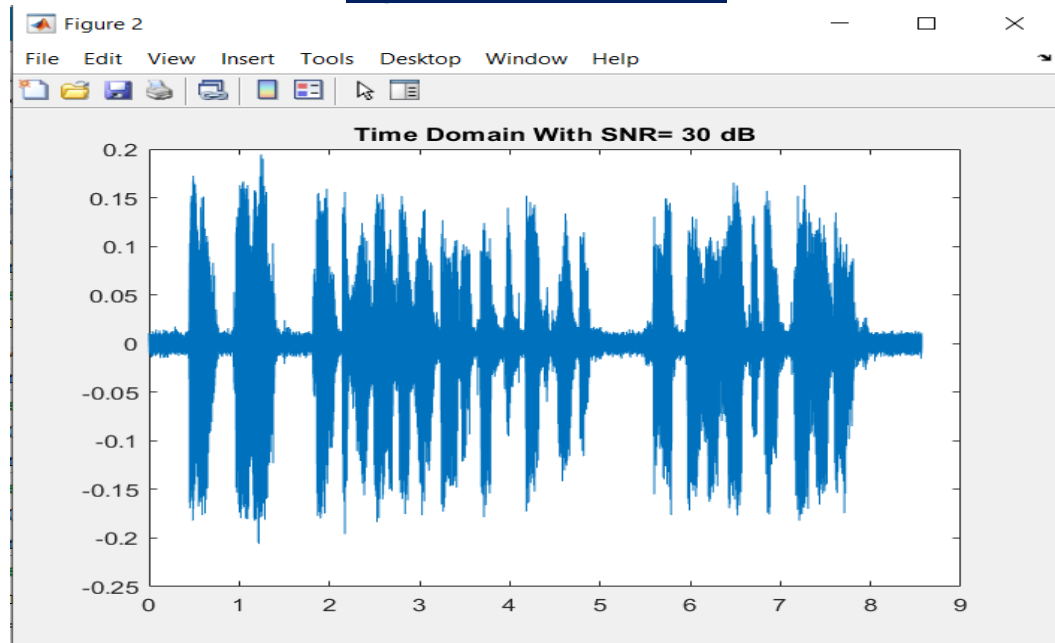 Figure 2
File Edit View Insert Tools Desktop Window Help
Time Domain With SNR= 30 dB
0.2
0.15
0.1
0.05
0
-0.05
-0.1
-0.15
-0.2
-0.25
0 1 2 3 4 5 6 7 8 9